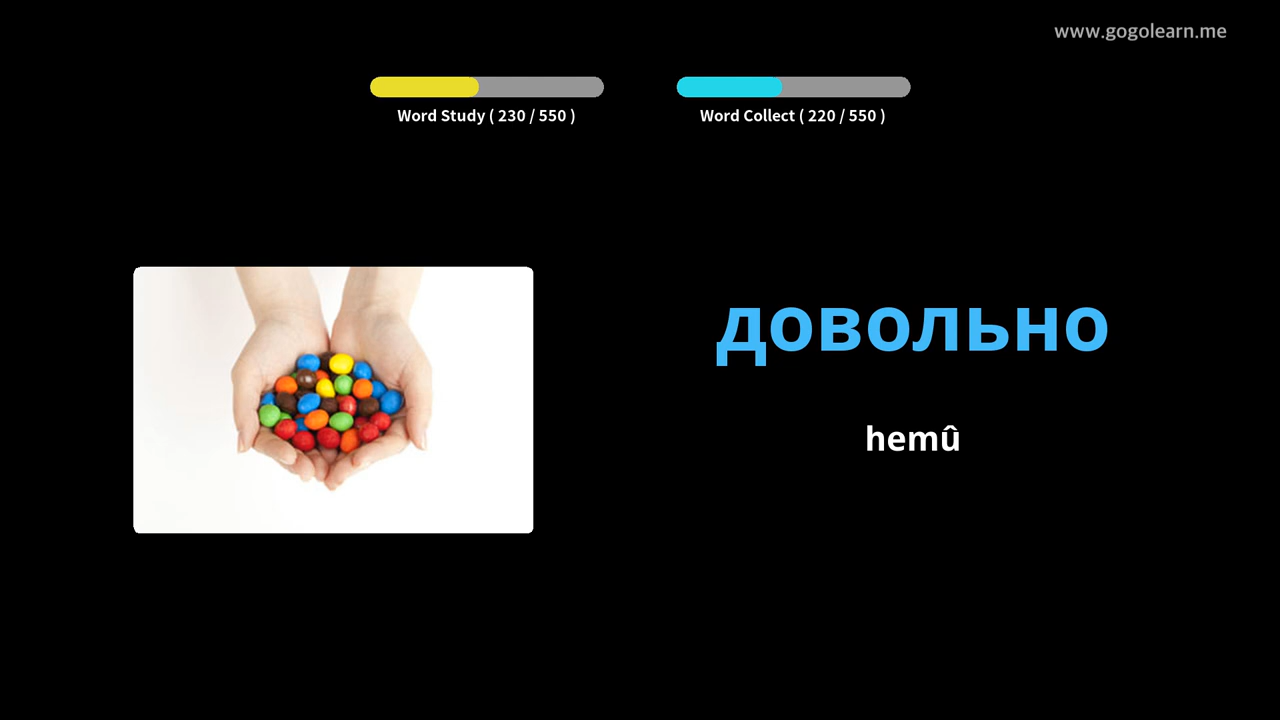 www.gogolearn.me
Word Study ( 230 / 550 )
Word Collect ( 220 / 550 )
довольно
hemû